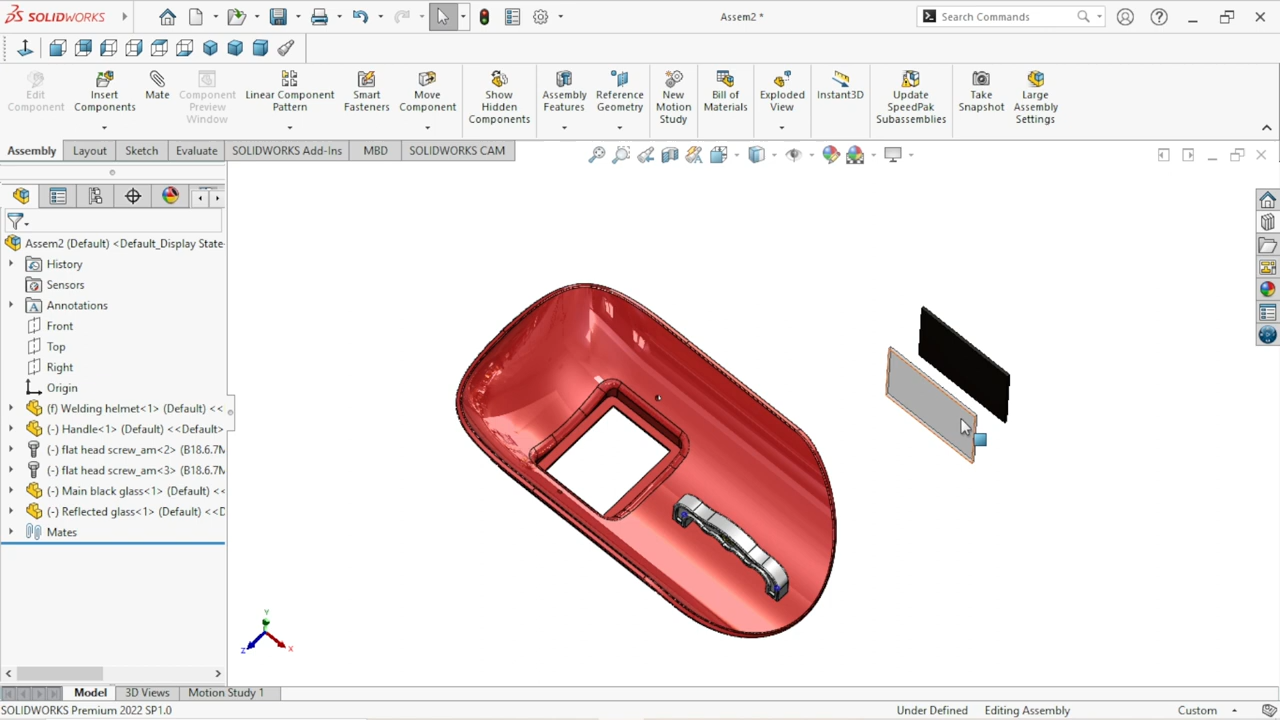 SOLIDWORKS
Assem2 *
Search Commands
Edit Component
Insert Components
Mate
Component Preview Window
Linear Component Pattern
Smart Fasteners
Move Component
Show Hidden Components
Assembly Features
Reference Geometry
New Motion Study
Bill of Materials
Exploded View
Instant3D
Update SpeedPak Subassemblies
Take Snapshot
Large Assembly Settings
Assembly
Layout
Sketch
Evaluate
SOLIDWORKS Add-Ins
MBD
SOLIDWORKS CAM
Assem2 (Default) <Default_Display State
History
Sensors
Annotations
Front
Top
Right
Origin
(f) Welding helmet<1> (Default) <<
(-) Handle<1> (Default) <<Default>
(-) flat head screw_am<2> (B18.6.7M
(-) flat head screw_am<3> (B18.6.7M
(-) Main black glass<1> (Default) <<
(-) Reflected glass<1> (Default) <<D
Mates
Y
Z
X
Model
3D Views
Motion Study 1
SOLIDWORKS Premium 2022 SP1.0
Under Defined
Editing Assembly
Custom